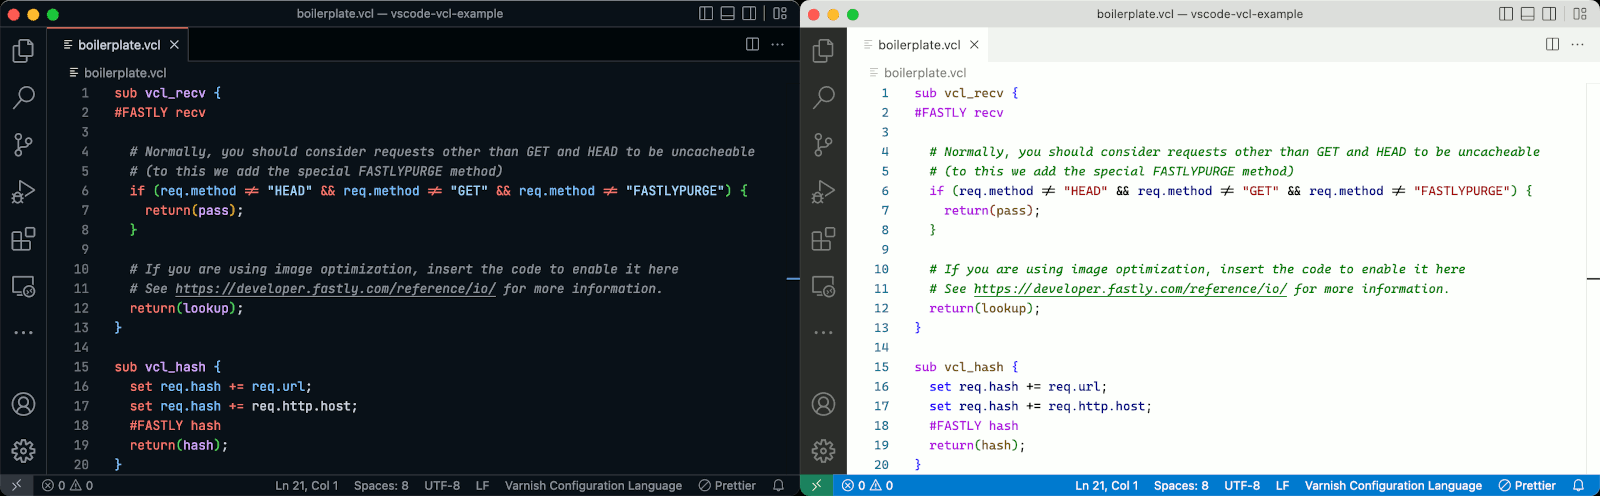 boilerplate.vcl — vscode-vcl-example
boilerplate.vcl
boilerplate.vcl
1 sub vcl_recv {
2 #FASTLY recv
3
4 # Normally, you should consider requests other than GET and HEAD to be uncacheable
5 # (to this we add the special FASTLYPURGE method)
6 if (req.method != "HEAD" && req.method != "GET" && req.method != "FASTLYPURGE") {
7 return(pass);
8 }
9
10 # If you are using image optimization, insert the code to enable it here
11 # See https://developer.fastly.com/reference/io/ for more information.
12 return(lookup);
13 }
14
15 sub vcl_hash {
16 set req.hash += req.url;
17 set req.hash += req.http.host;
18 #FASTLY hash
19 return(hash);
20 }
0 0 Ln 21, Col 1 Spaces: 8 UTF-8 LF Varnish Configuration Language Prettier
boilerplate.vcl — vscode-vcl-example
boilerplate.vcl
boilerplate.vcl
1 sub vcl_recv {
2 #FASTLY recv
3
4 # Normally, you should consider requests other than GET and HEAD to be uncacheable
5 # (to this we add the special FASTLYPURGE method)
6 if (req.method != "HEAD" && req.method != "GET" && req.method != "FASTLYPURGE") {
7 return(pass);
8 }
9
10 # If you are using image optimization, insert the code to enable it here
11 # See https://developer.fastly.com/reference/io/ for more information.
12 return(lookup);
13 }
14
15 sub vcl_hash {
16 set req.hash += req.url;
17 set req.hash += req.http.host;
18 #FASTLY hash
19 return(hash);
20 }
0 0 Ln 21, Col 1 Spaces: 8 UTF-8 LF Varnish Configuration Language Prettier